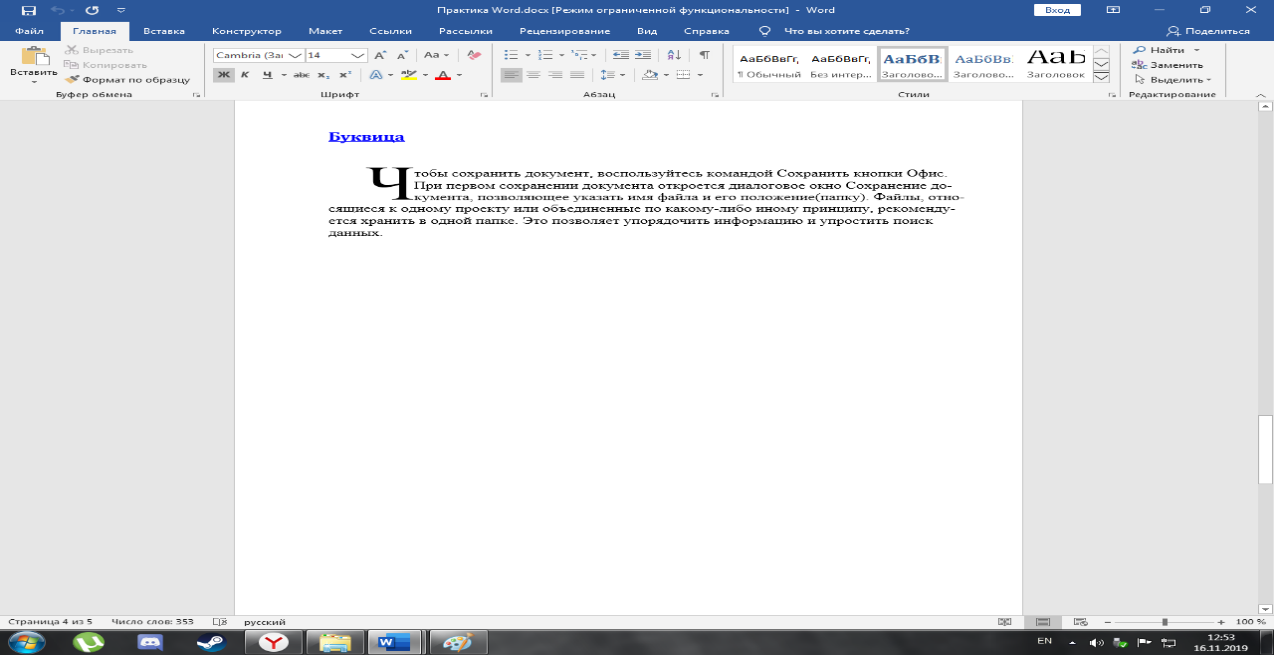 Практика Word.docx [Режим ограниченной функциональности] - Word
Вход
Файл Главная Вставка Конструктор Макет Ссылки Рассылки Рецензирование Вид Справка Что вы хотите сделать? Поделиться
Вставить
Вырезать
Копировать
Формат по образцу
Буфер обмена
Cambria (Заг 14
Ж К Ч abc x₂ x²
Шрифт
Абзац
АаБбВвГг, АаБбВвГг, АаБбВ АаБбВв. АаЬ
¶ Обычный Без интер... Заголово... Заголово... Заголовок
Стили
Найти
Заменить
Выделить
Редактирование
Буквица
Чтобы сохранить документ, воспользуйтесь командой Сохранить кнопки Офис.
При первом сохранении документа откроется диалоговое окно Сохранение до-
кумента, позволяющее указать имя файла и его положение(папку). Файлы, отно-
сящиеся к одному проекту или объединенные по какому-либо иному принципу, рекоменду-
ется хранить в одной папке. Это позволяет упорядочить информацию и упростить поиск
данных.
Страница 4 из 5 Число слов: 353 русский 100 %
EN 12:53
16.11.2019